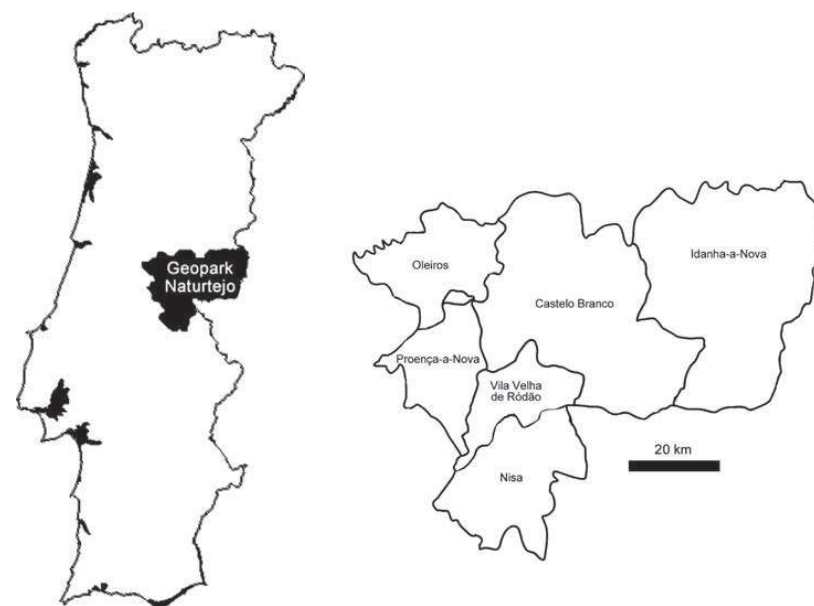 Geopark
Naturtejo
Oleiros
Idanha-a-Nova
Castelo Branco
Proença-a-Nova
Vila Velha
de Ródão
20 km
Nisa